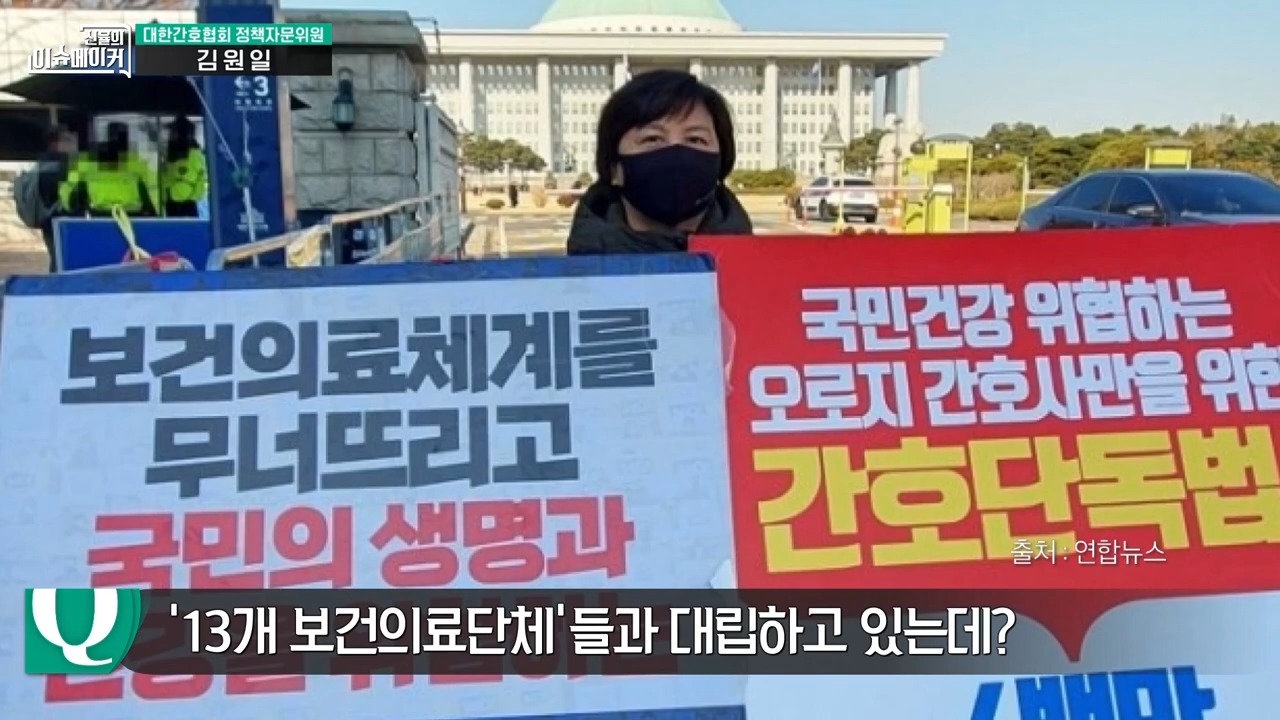 신율의
이슈메이커
대한간호협회 정책자문위원
김원일
3
보건의료체계를
무너뜨리고
국민의 생명과
국민건강 위협하는
오로지 간호사만을 위한
간호단독법
출처 : 연합뉴스
Q
'13개 보건의료단체'들과 대립하고 있는데?